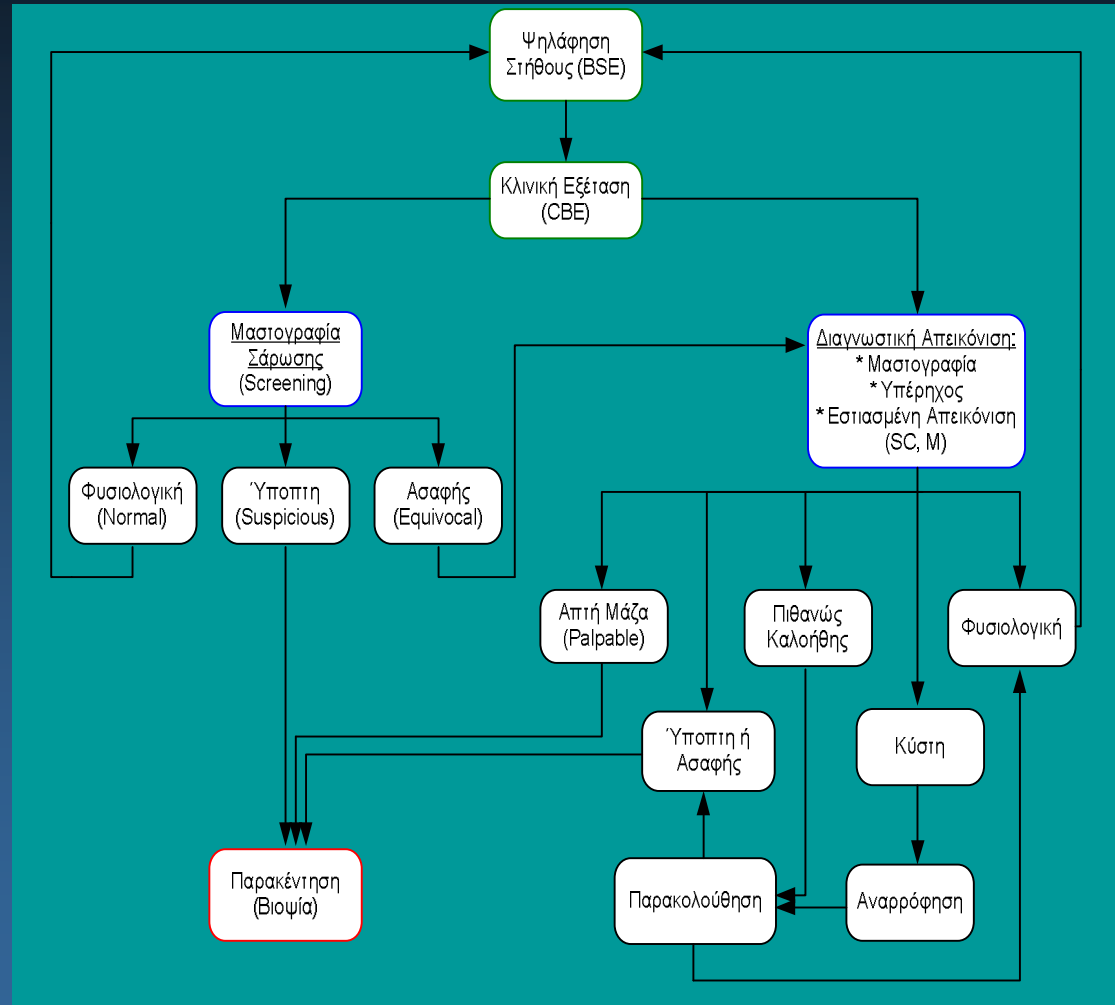 Ψηλάφηση
Στήθους (BSE)
Κλινική Εξέταση
(CBE)
Μαστογραφία
Σάρωσης
(Screening)
Διαγνωστική Απεικόνιση:
* Μαστογραφία
* Υπέρηχος
* Εστιασμένη Απεικόνιση
(SC, M)
Φυσιολογική
(Normal)
Ύποπτη
(Suspicious)
Ασαφής
(Equivocal)
Απτή Μάζα
(Palpable)
Πιθανώς
Καλοήθης
Φυσιολογική
Ύποπτη ή
Ασαφής
Κύστη
Παρακέντηση
(Βιοψία)
Παρακολούθηση
Αναρρόφηση